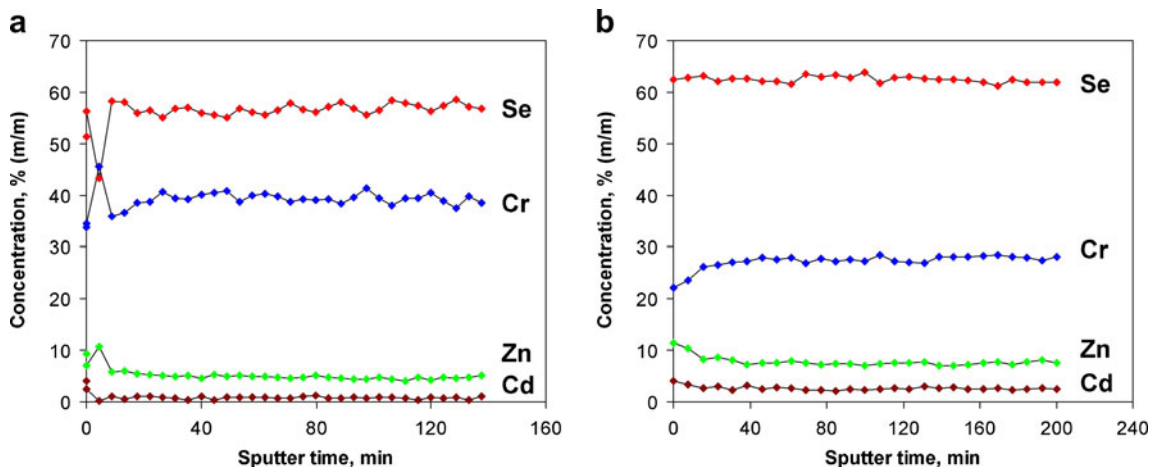 a
70
60
50
40
30
20
10
0
Concentration, % (m/m)
Se
Cr
Zn
Cd
0 40 80 120 160
Sputter time, min
b
70
60
50
40
30
20
10
0
Concentration, % (m/m)
Se
Cr
Zn
Cd
0 40 80 120 160 200 240
Sputter time, min